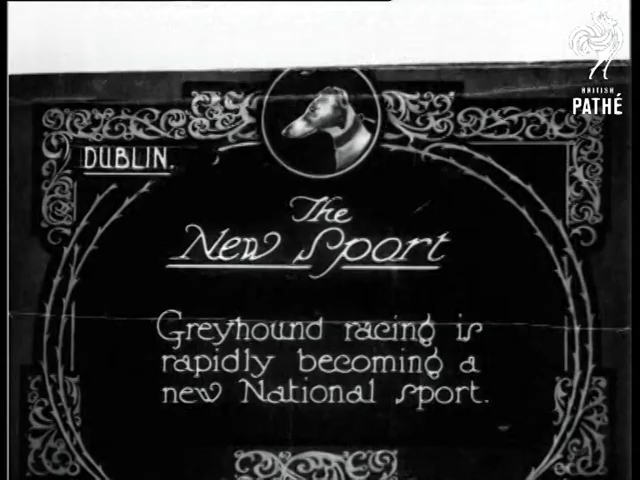 BRITISH
PATHÉ
DUBLIN.
The
New Sport
Greyhound racing is
rapidly becoming a
new National sport.